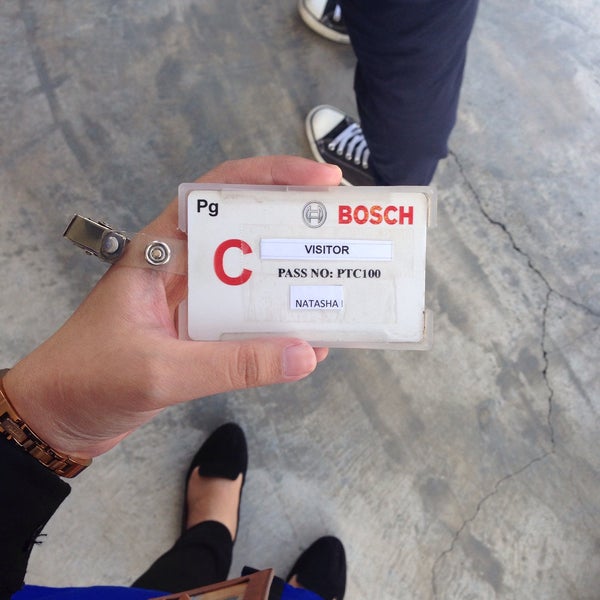 Pg BOSCH
C
VISITOR
PASS NO: PTC100
NATASHA